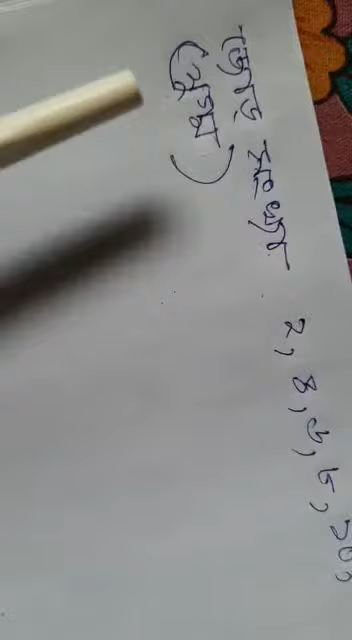 জোড় সংখ্যা ২, ৪, ৬, ৮, ১০,
(যুগ্ম)